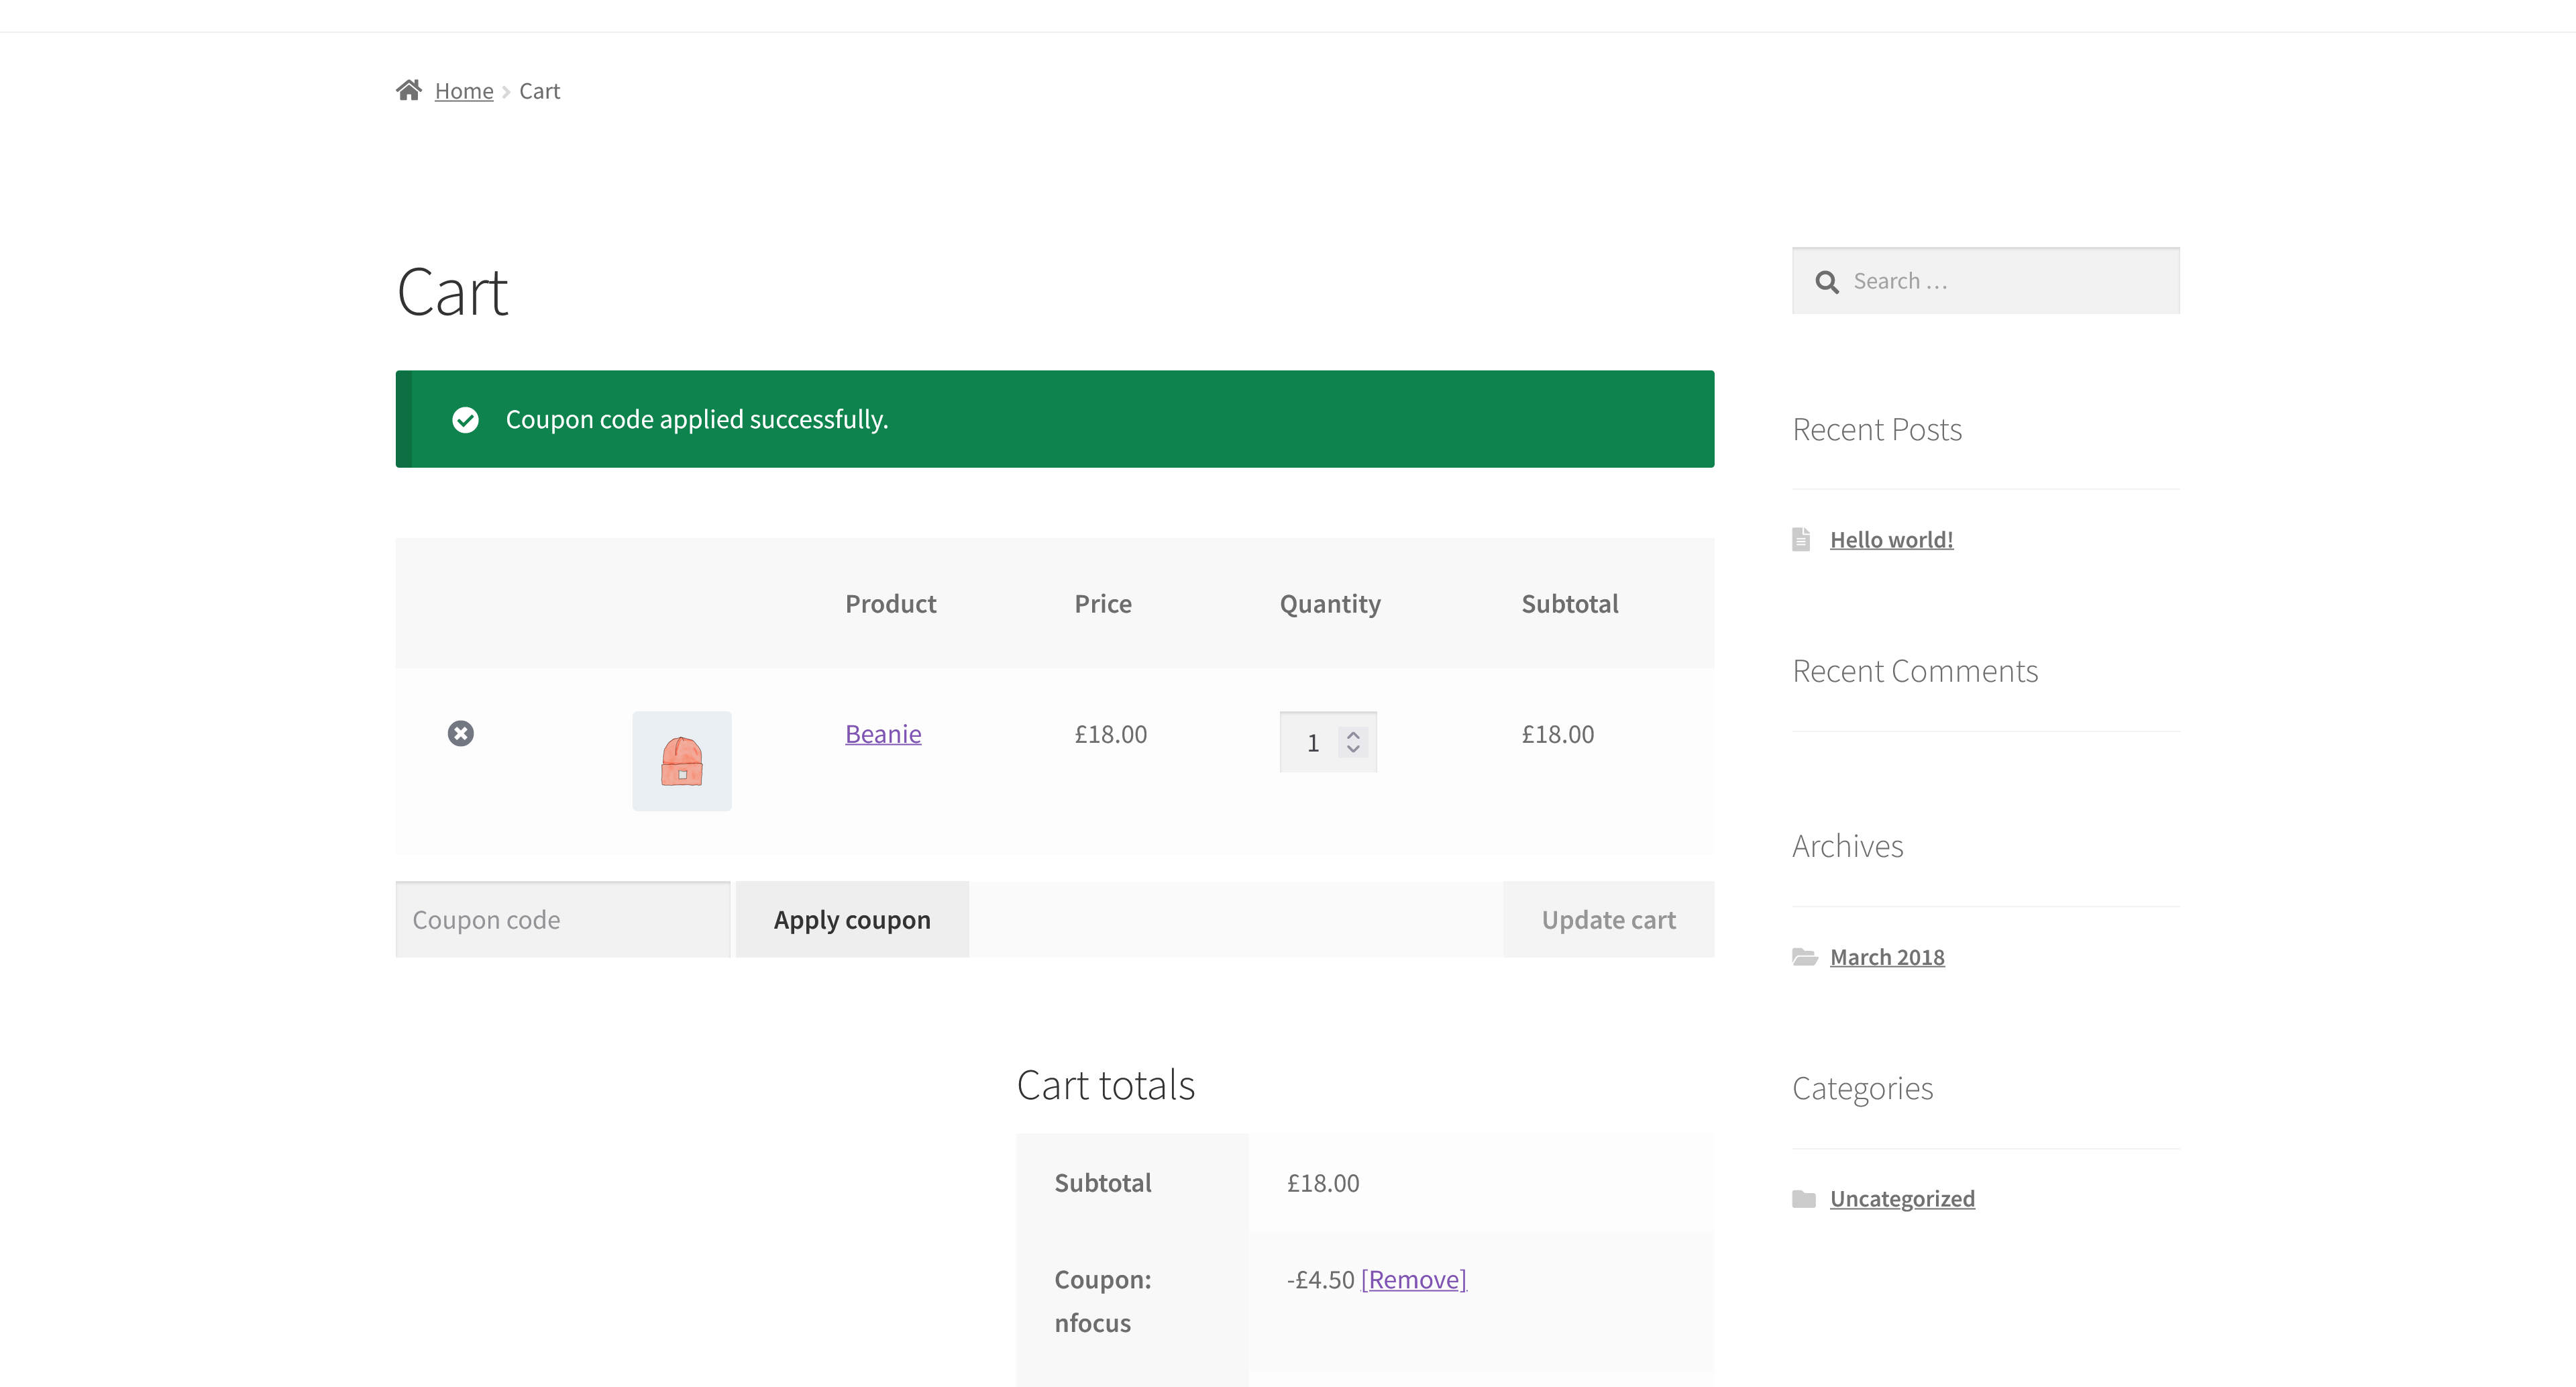 Home Cart
Cart
Coupon code applied successfully.
Product Price Quantity Subtotal
Beanie £18.00 1 £18.00
Coupon code Apply coupon Update cart
Cart totals
Subtotal £18.00
Coupon: -£4.50 [Remove]
nfocus
Search …
Recent Posts
Hello world!
Recent Comments
Archives
March 2018
Categories
Uncategorized